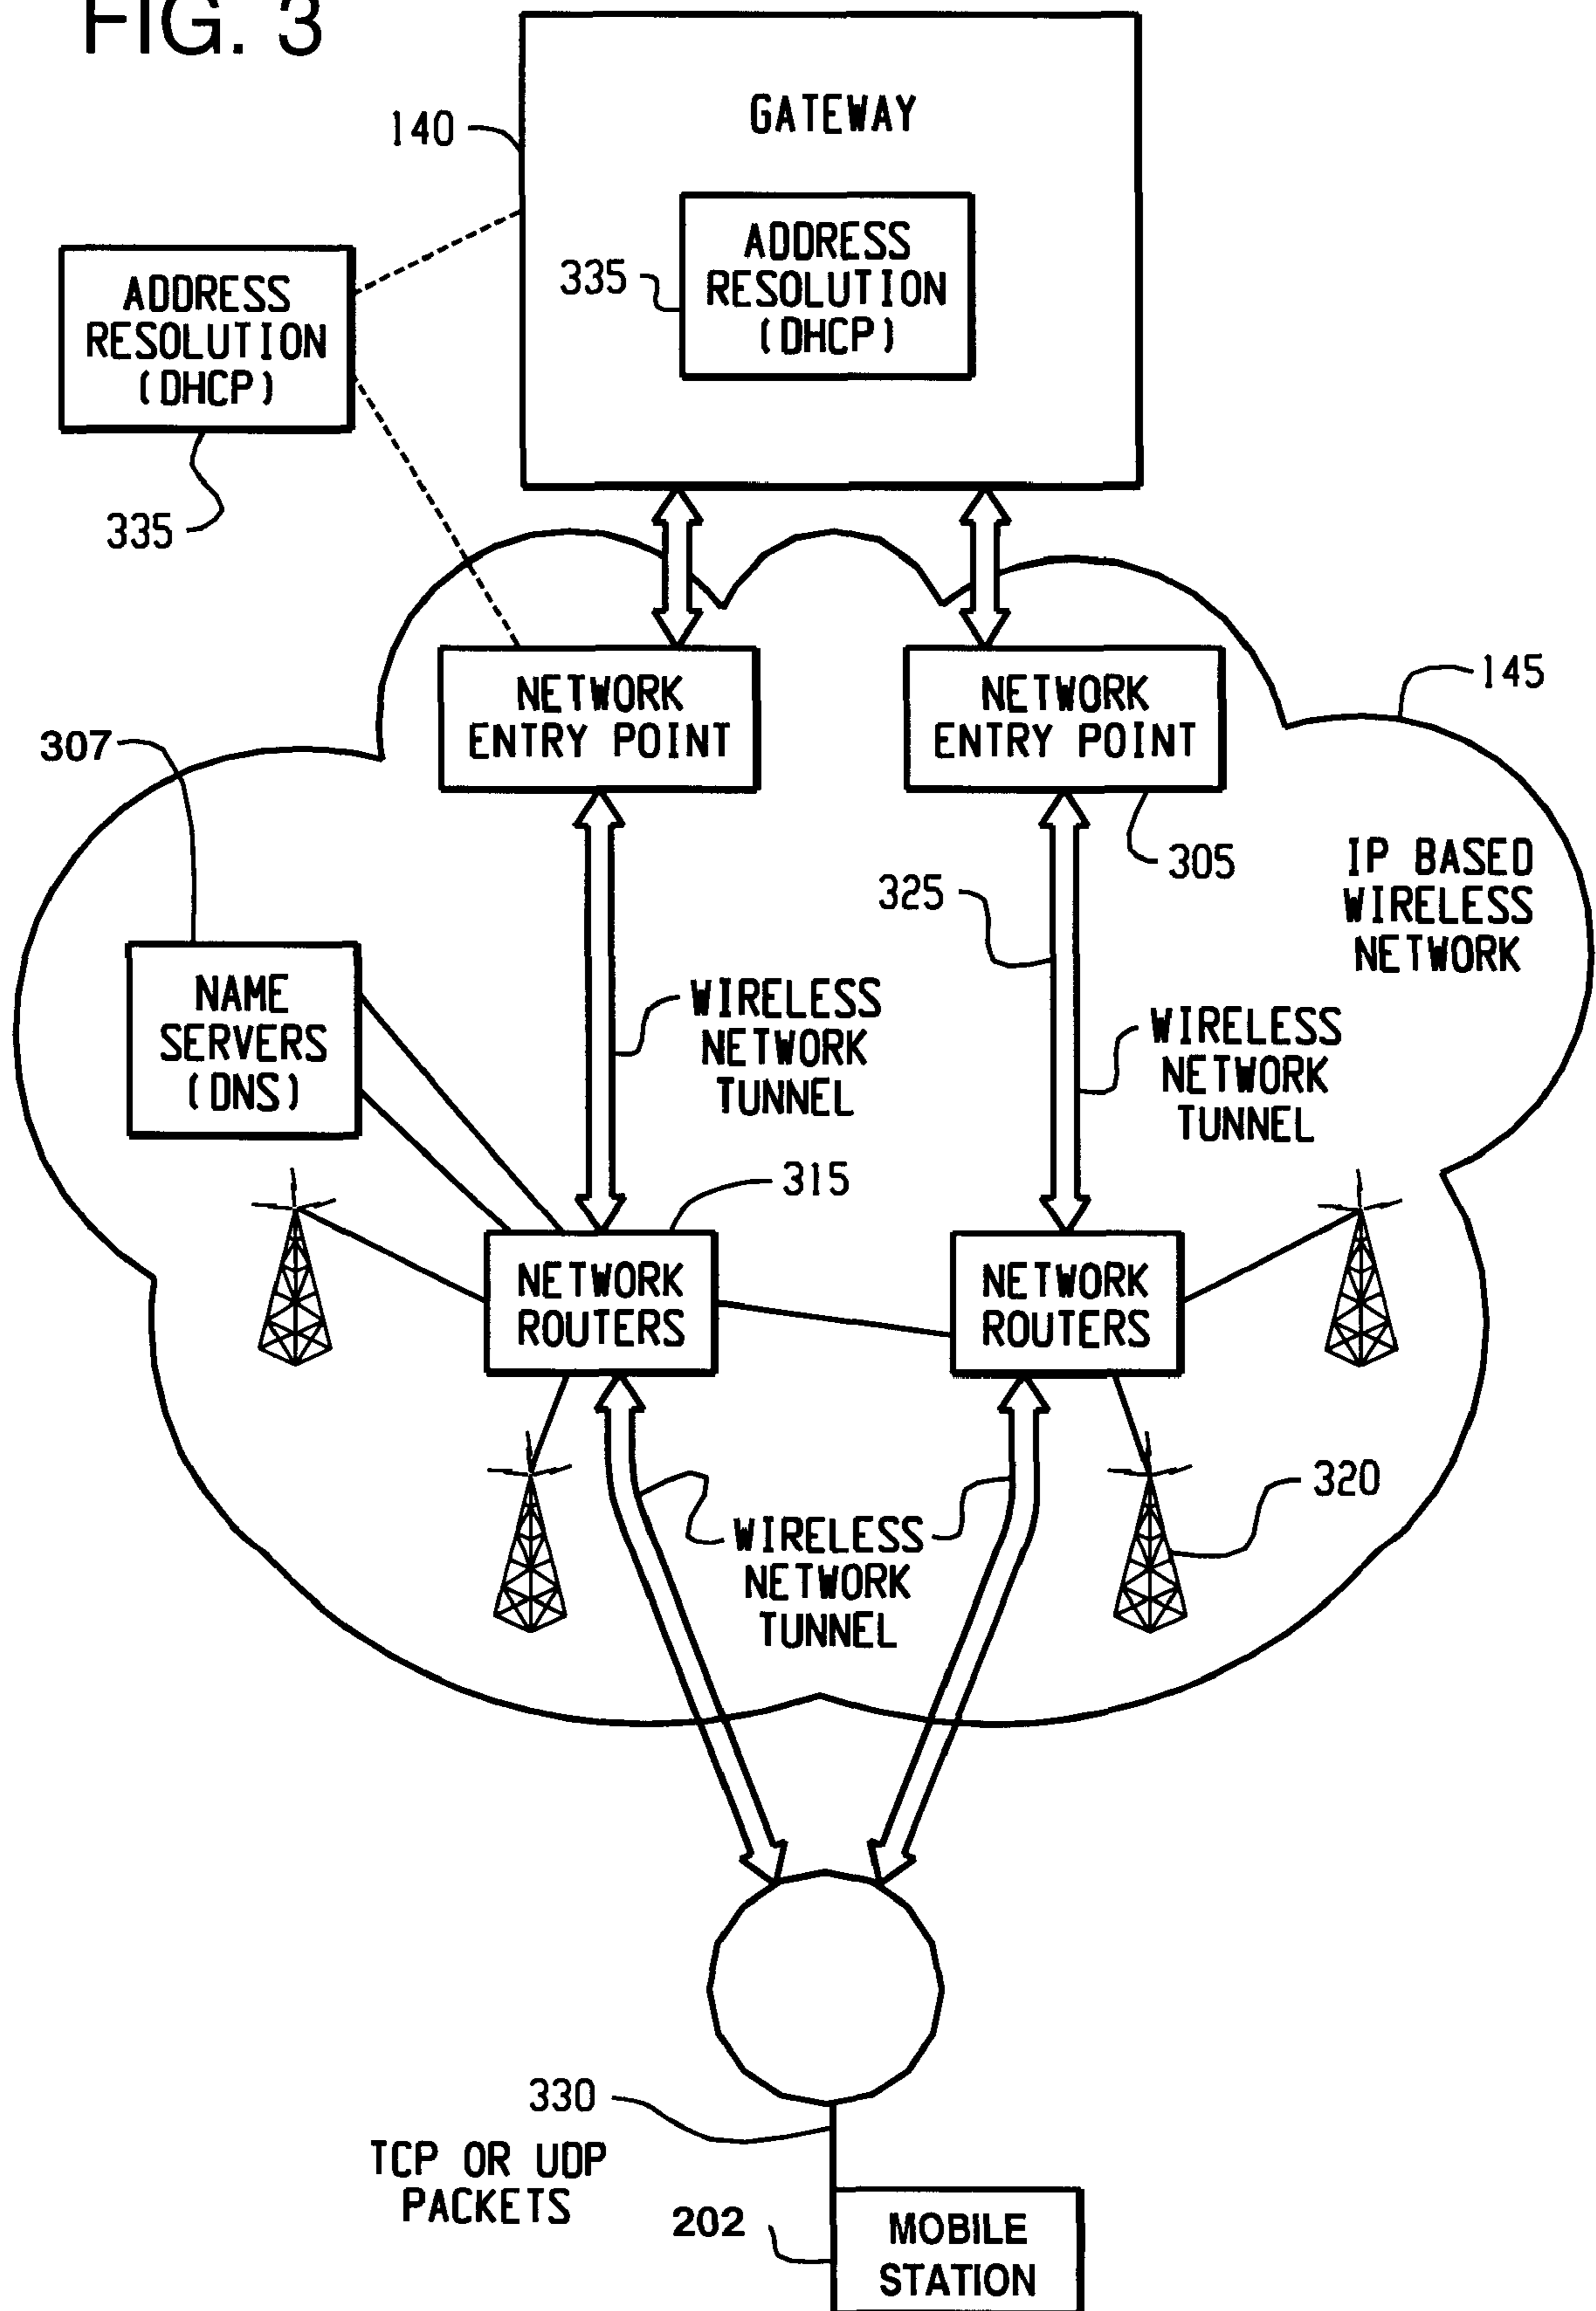 FIG. 3
GATEWAY
140
ADDRESS
RESOLUTION
(DHCP)
335
ADDRESS
RESOLUTION
(DHCP)
335
NETWORK
ENTRY POINT
NETWORK
ENTRY POINT
145
307
305
325
IP BASED
WIRELESS
NETWORK
NAME
SERVERS
(DNS)
WIRELESS
NETWORK
TUNNEL
WIRELESS
NETWORK
TUNNEL
315
NETWORK
ROUTERS
NETWORK
ROUTERS
320
WIRELESS
NETWORK
TUNNEL
330
TCP OR UDP
PACKETS
202
MOBILE
STATION